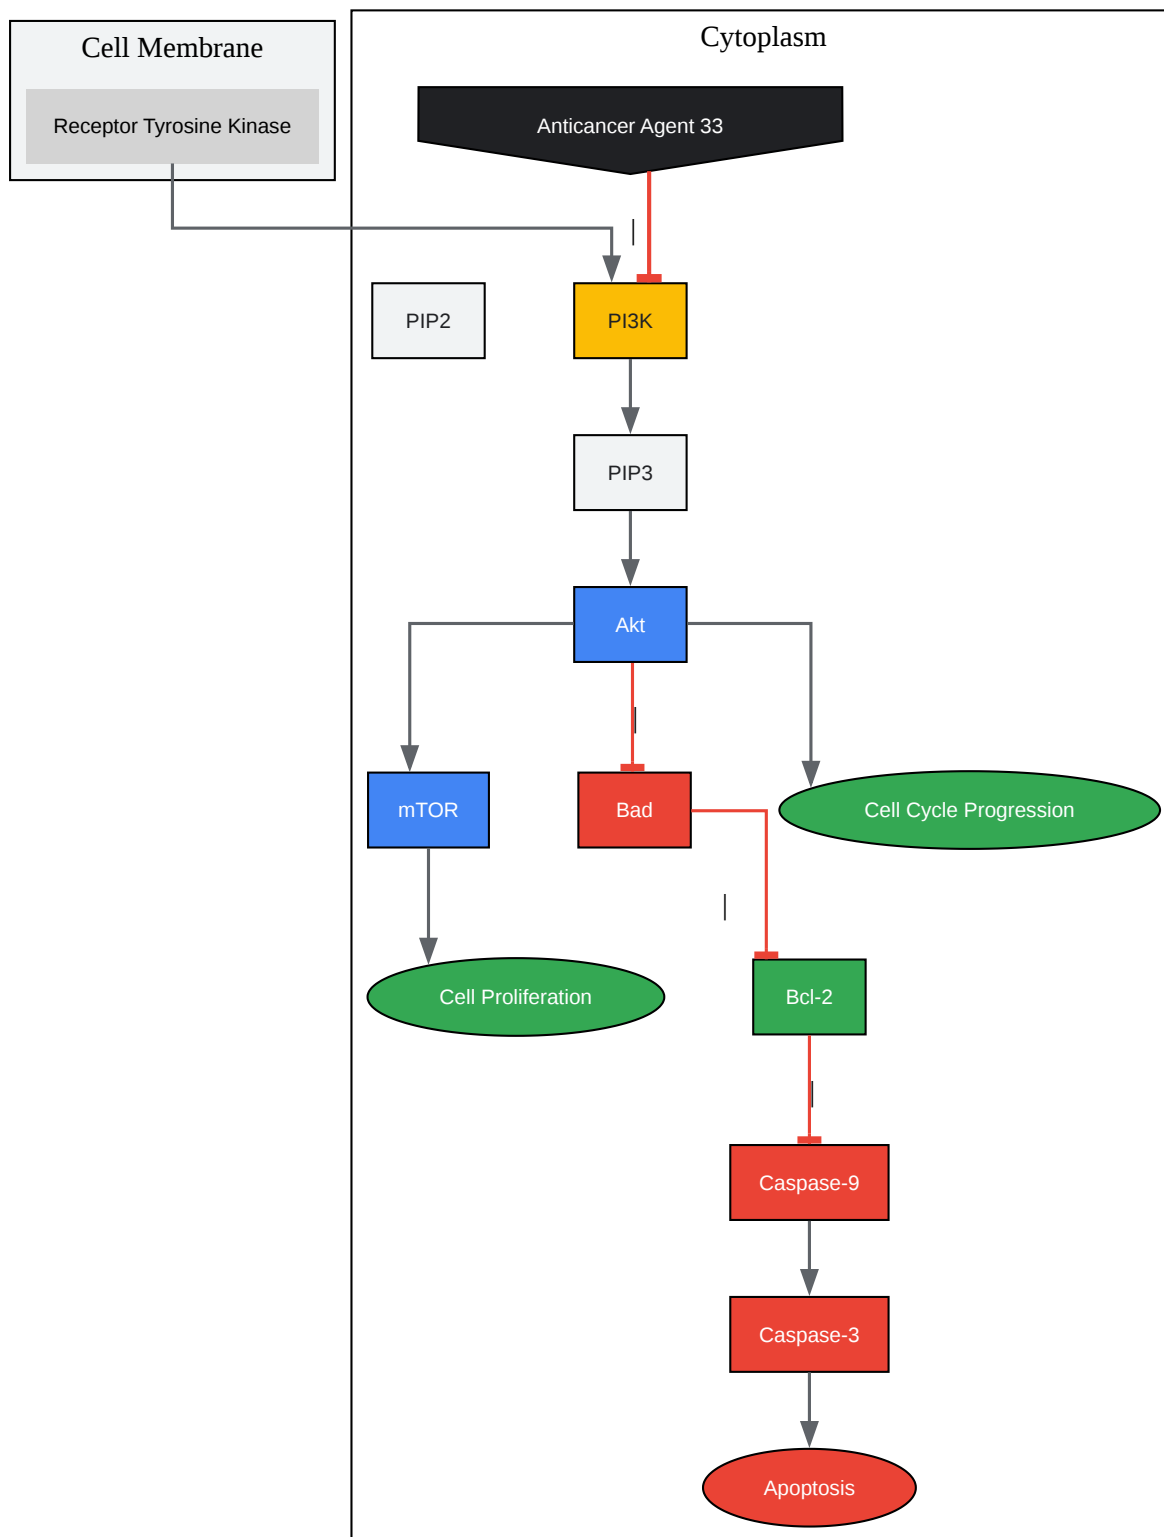 Cell Membrane
Cytoplasm
Receptor Tyrosine Kinase
Anticancer Agent 33
|
PIP2
PI3K
PIP3
Akt
|
mTOR
Bad
Cell Cycle Progression
|
Cell Proliferation
Bcl-2
|
Caspase-9
Caspase-3
Apoptosis